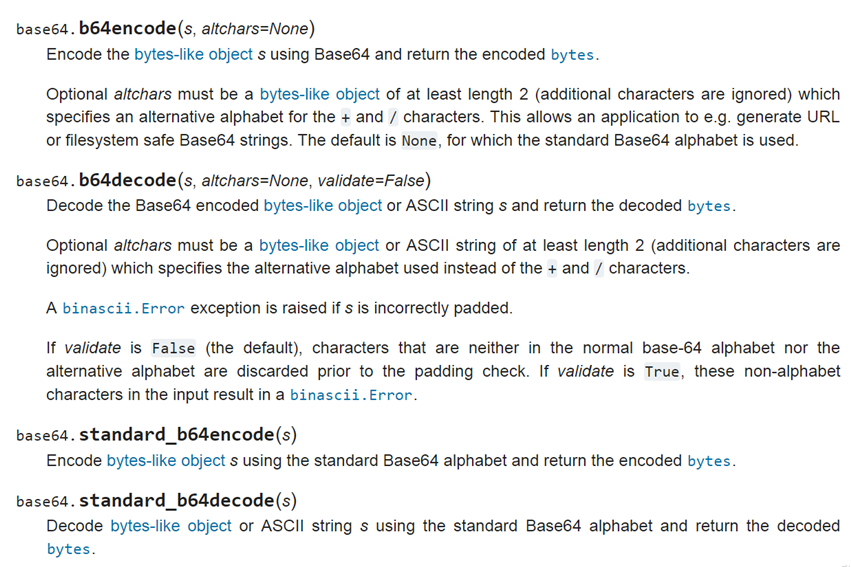 base64.b64encode(s, altchars=None)
Encode the bytes-like object s using Base64 and return the encoded bytes.
Optional altchars must be a bytes-like object of at least length 2 (additional characters are ignored) which
specifies an alternative alphabet for the + and / characters. This allows an application to e.g. generate URL
or filesystem safe Base64 strings. The default is None, for which the standard Base64 alphabet is used.
base64.b64decode(s, altchars=None, validate=False)
Decode the Base64 encoded bytes-like object or ASCII string s and return the decoded bytes.
Optional altchars must be a bytes-like object or ASCII string of at least length 2 (additional characters are
ignored) which specifies the alternative alphabet used instead of the + and / characters.
A binascii.Error exception is raised if s is incorrectly padded.
If validate is False (the default), characters that are neither in the normal base-64 alphabet nor the
alternative alphabet are discarded prior to the padding check. If validate is True, these non-alphabet
characters in the input result in a binascii.Error.
base64.standard_b64encode(s)
Encode bytes-like object s using the standard Base64 alphabet and return the encoded bytes.
base64.standard_b64decode(s)
Decode bytes-like object or ASCII string s using the standard Base64 alphabet and return the decoded
bytes.